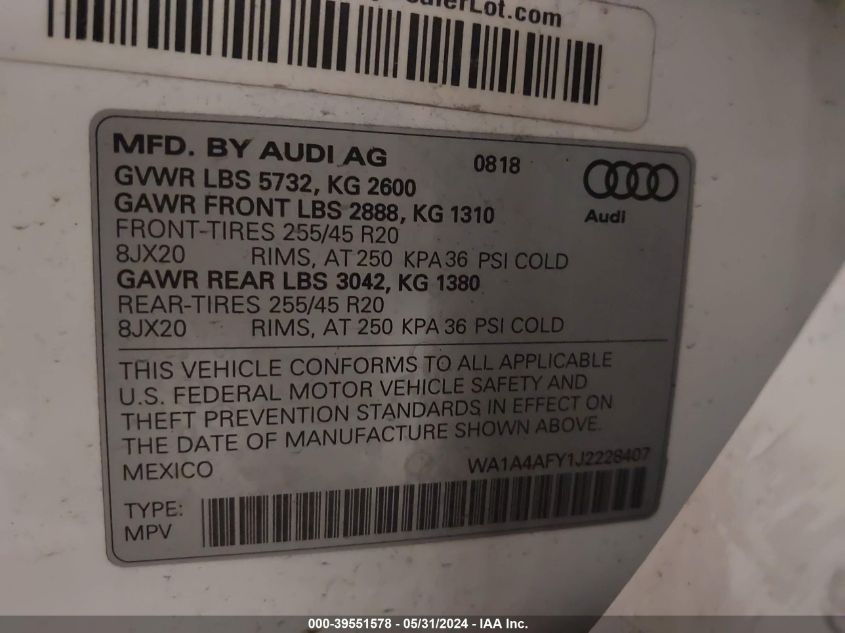 alerLot.com
MFD. BY AUDI AG 0818
GVWR LBS 5732, KG 2600
GAWR FRONT LBS 2888, KG 1310
FRONT-TIRES 255/45 R20
8JX20 RIMS, AT 250 KPA 36 PSI COLD
GAWR REAR LBS 3042, KG 1380
REAR-TIRES 255/45 R20
8JX20 RIMS, AT 250 KPA 36 PSI COLD
Audi
THIS VEHICLE CONFORMS TO ALL APPLICABLE
U.S. FEDERAL MOTOR VEHICLE SAFETY AND
THEFT PREVENTION STANDARDS IN EFFECT ON
THE DATE OF MANUFACTURE SHOWN ABOVE.
MEXICO WA1A4AFY1J2228407
TYPE:
MPV
000-39551578 - 05/31/2024 - IAA Inc.